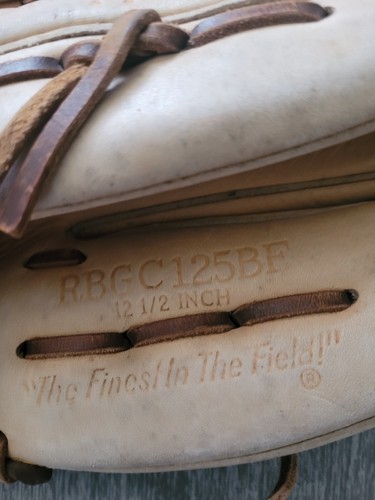 RBGC125BF
12 1/2 INCH
"The Finest In The Field!"®